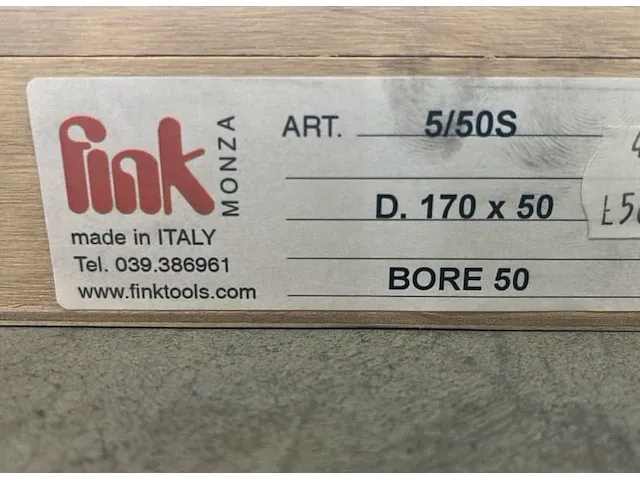 fink
MONZA
made in ITALY
Tel. 039.386961
www.finktools.com
ART. 5/50S
D. 170 x 50
BORE 50